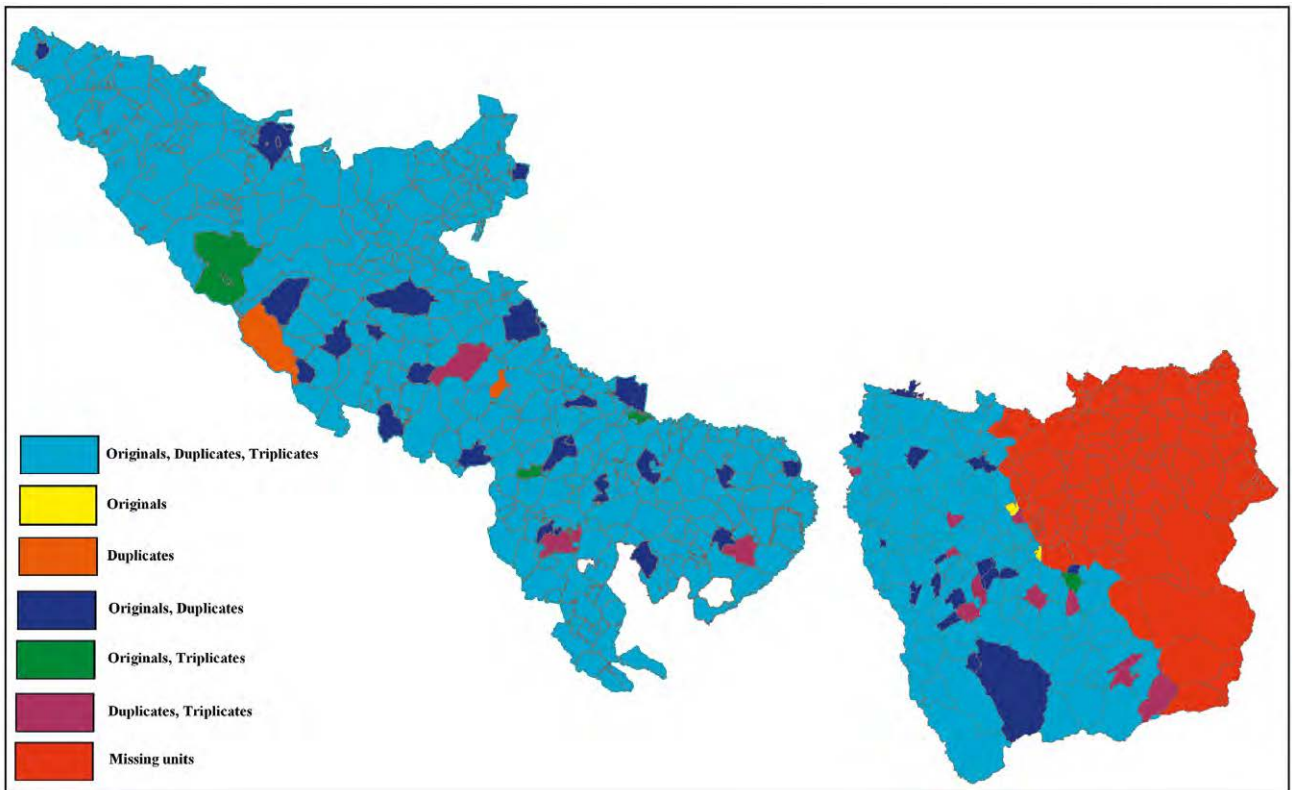 Originals, Duplicates, Triplicates
Originals
Duplicates
Originals, Duplicates
Originals, Triplicates
Duplicates, Triplicates
Missing units